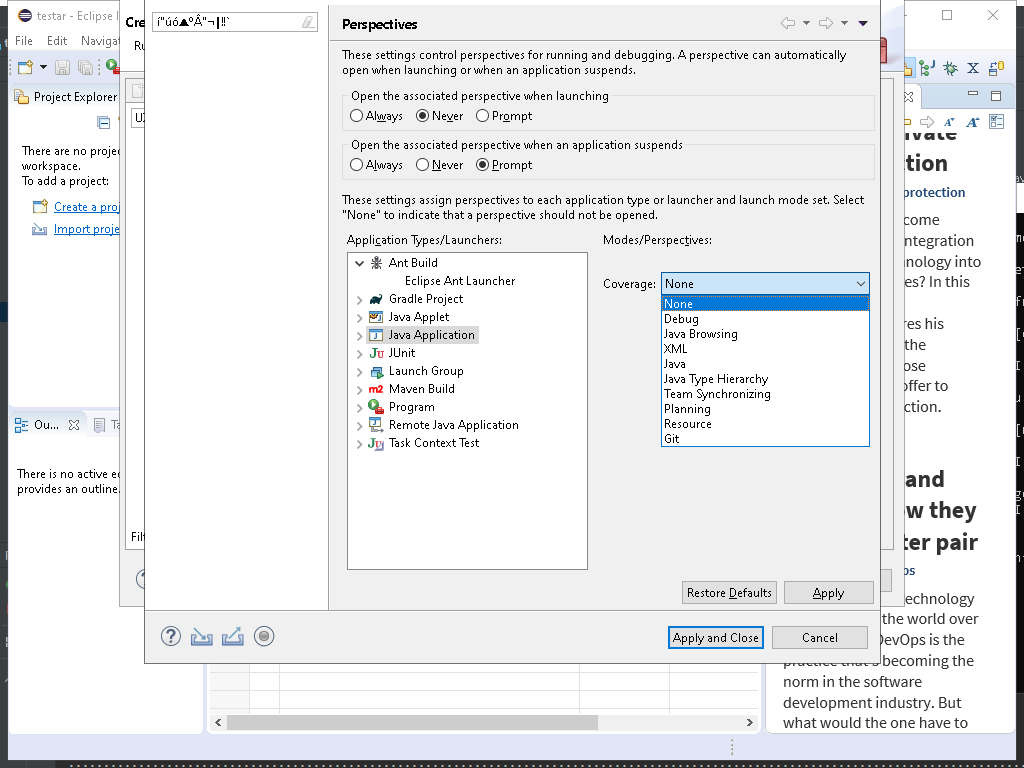 testar - Eclipse I
File Edit Naviga
Project Explorer
There are no proje
workspace.
To add a project:
Create a proj
Import proje
Ou...
Ta
There is no active e
provides an outline.
Cre
Ru
Filt
Perspectives
These settings control perspectives for running and debugging. A perspective can automatically
open when launching or when an application suspends.
Open the associated perspective when launching
Always Never Prompt
Open the associated perspective when an application suspends
Always Never Prompt
These settings assign perspectives to each application type or launcher and launch mode set. Select
"None" to indicate that a perspective should not be opened.
Application Types/Launchers:
Ant Build
Eclipse Ant Launcher
Gradle Project
Java Applet
Java Application
JUnit
Launch Group
Maven Build
Program
Remote Java Application
Task Context Test
Modes/Perspectives:
Coverage: None
None
Debug
Java Browsing
XML
Java
Java Type Hierarchy
Team Synchronizing
Planning
Resource
Git
Restore Defaults Apply
Apply and Close Cancel
ction
protection
come
ntegration
nology into
es? In this
res his
the
ose
offer to
ction.
and
ow they
ter pair
ps
echnology
the world over
DevOps is the
practice that's becoming the
norm in the software
development industry. But
what would the one have to